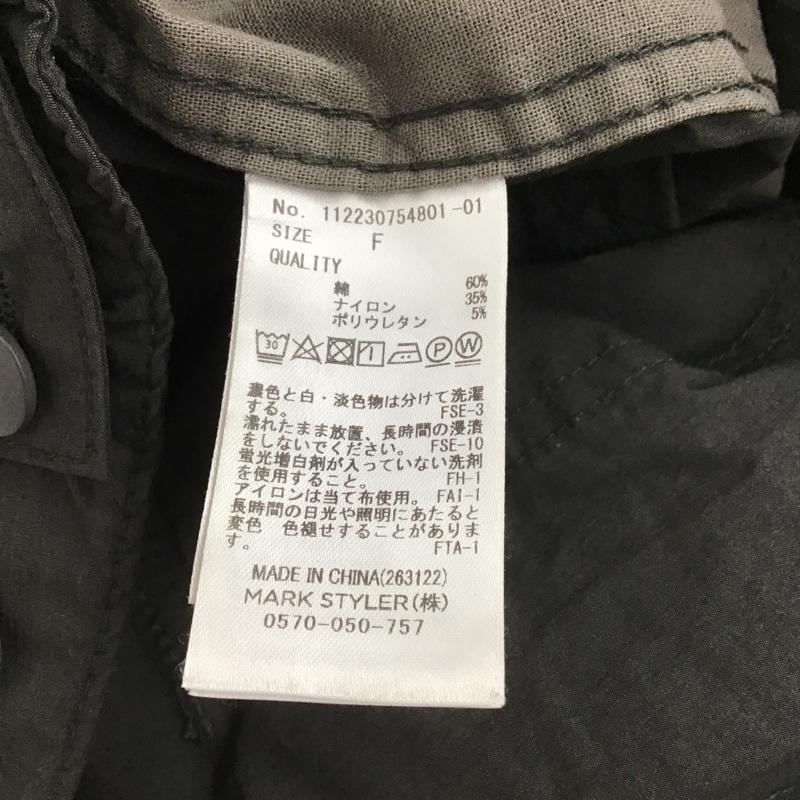 No. 112230754801-01
SIZE F
QUALITY
綿 60%
ナイロン 35%
ポリウレタン 5%
30 P W
濃色と白・淡色物は分けて洗濯
する。 FSE-3
濡れたまま放置、長時間の浸漬
をしないでください。 FSE-10
蛍光増白剤が入っていない洗剤
を使用すること。 FH-1
アイロンは当て布使用。 FAI-1
長時間の日光や照明にあたると
変色 色褪せすることがありま
す。 FTA-1
MADE IN CHINA(263122)
MARK STYLER(株)
0570-050-757